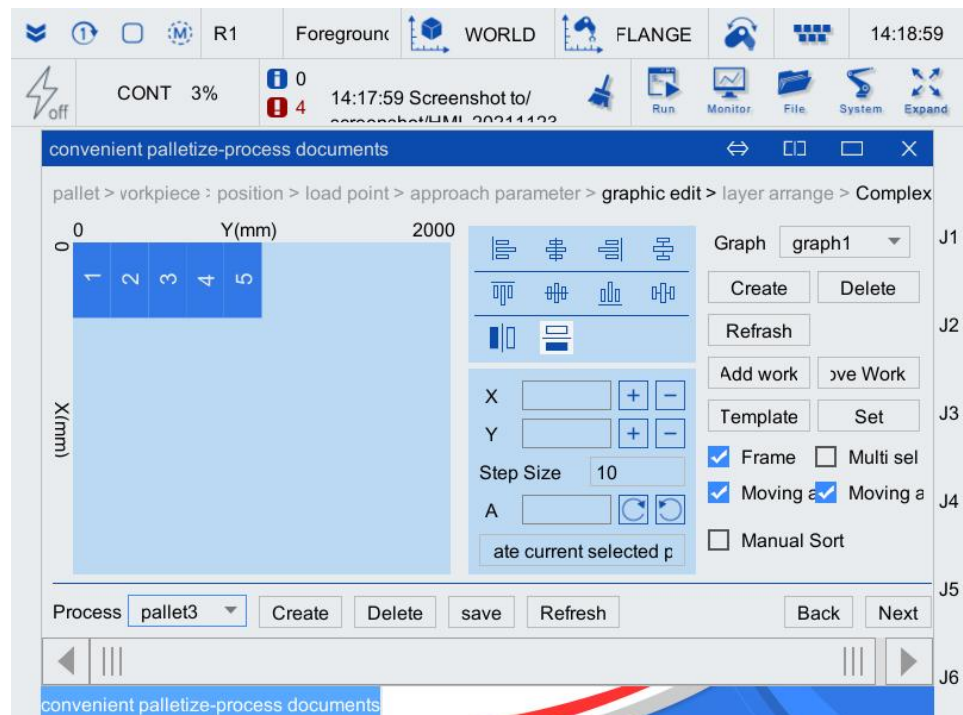 1 M R1 Foregrounc WORLD FLANGE 14:18:59
off CONT 3% i 0 ! 4 14:17:59 Screenshot to/ Run Monitor File System Expand
convenient palletize-process documents
pallet > workpiece : position > load point > approach parameter > graphic edit > layer arrange > Complex
0 Y(mm) 2000
0
1 2 3 4 5
X(mm)
X + −
Y + −
Step Size 10
A
ate current selected p
Graph graph1
Create Delete
Refrash
Add work ove Work
Template Set
Frame Multi sel
Moving a Moving a
Manual Sort
J1
J2
J3
J4
J5
J6
Process pallet3 Create Delete save Refresh Back Next
convenient palletize-process documents